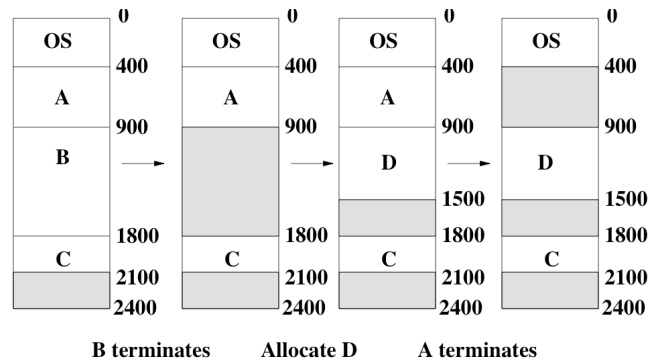 0 0 0 0
OS OS OS OS
400 400 400 400
A A A
900 900 900 900
B D D
1500 1500
1800 1800 1800 1800
C C C C
2100 2100 2100 2100
2400 2400 2400 2400
B terminates Allocate D A terminates